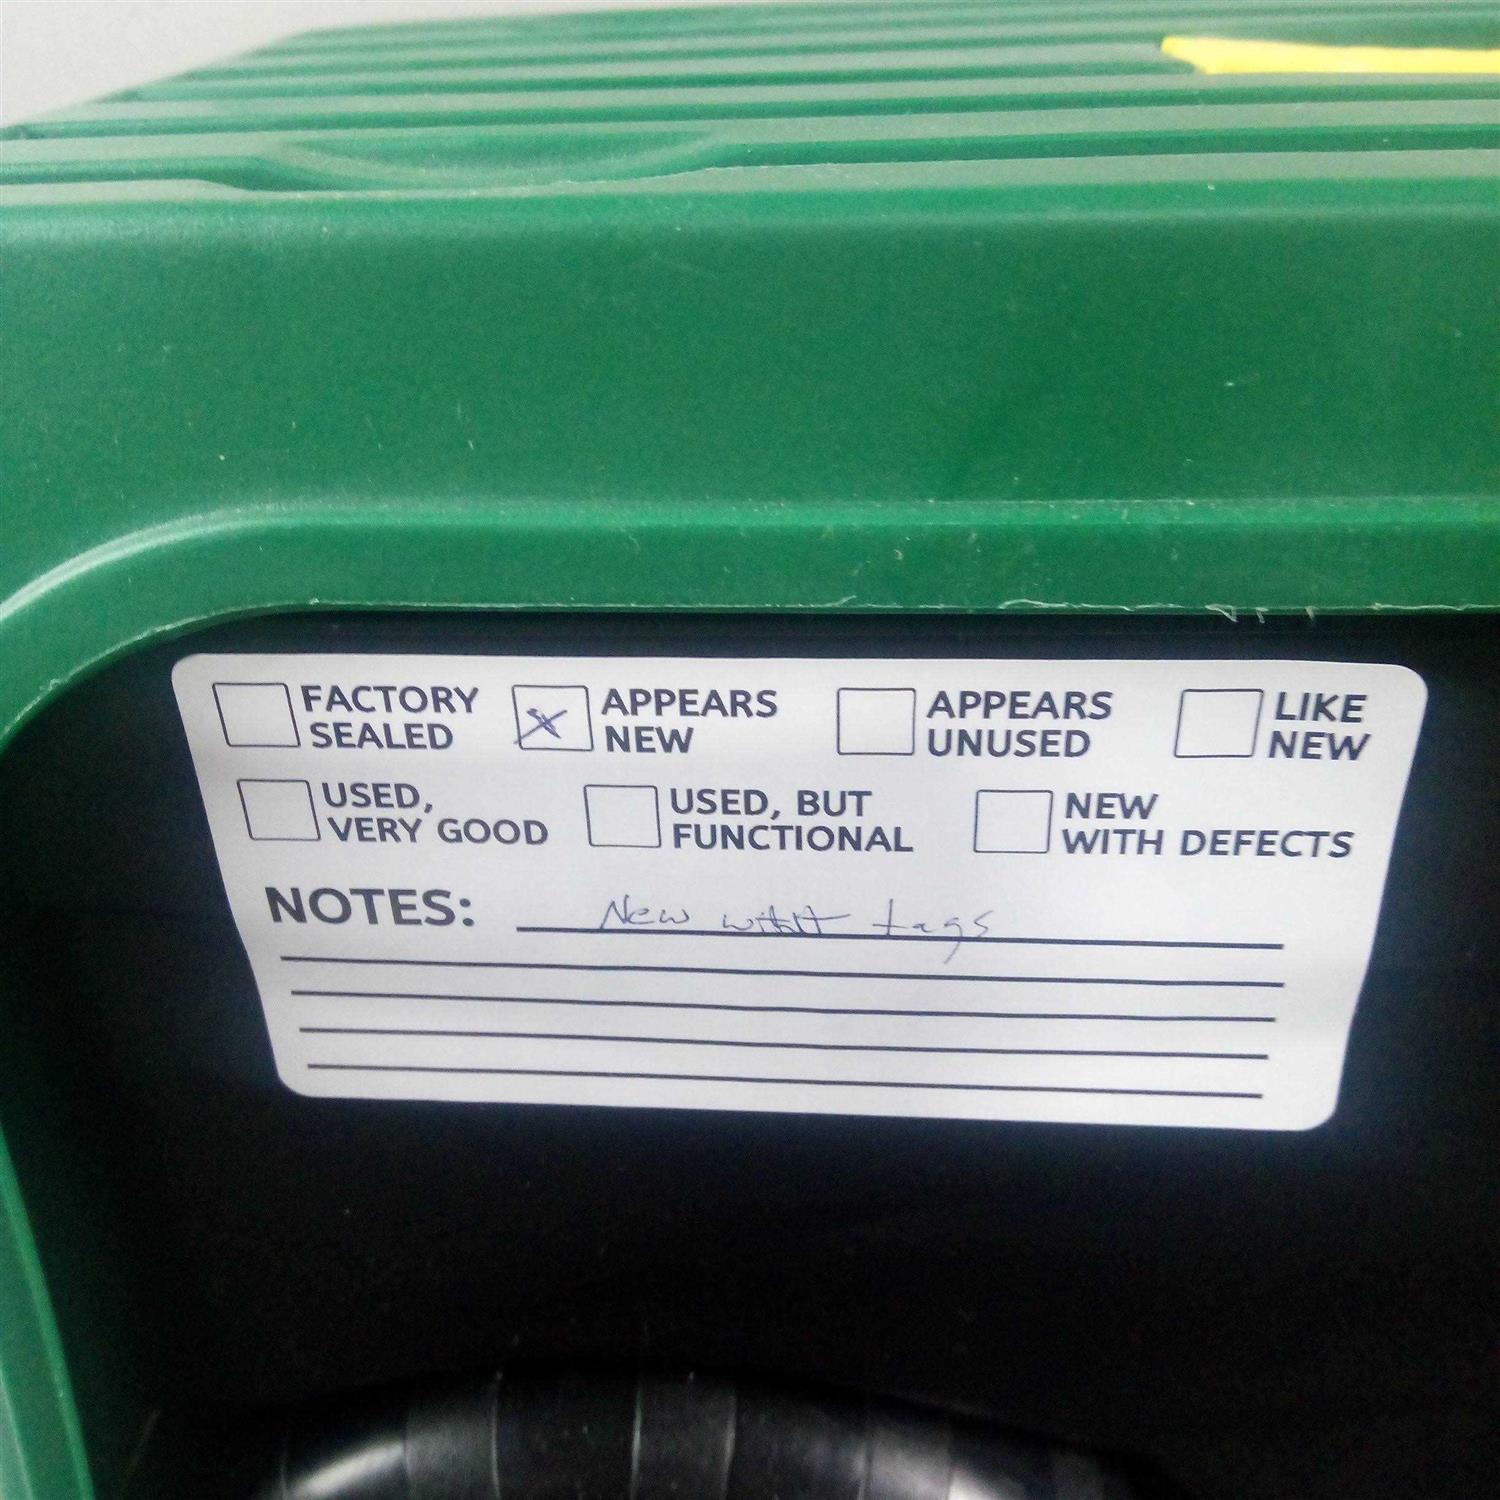 FACTORY SEALED
APPEARS NEW
APPEARS UNUSED
LIKE NEW
USED, VERY GOOD
USED, BUT FUNCTIONAL
NEW WITH DEFECTS
NOTES: New tags